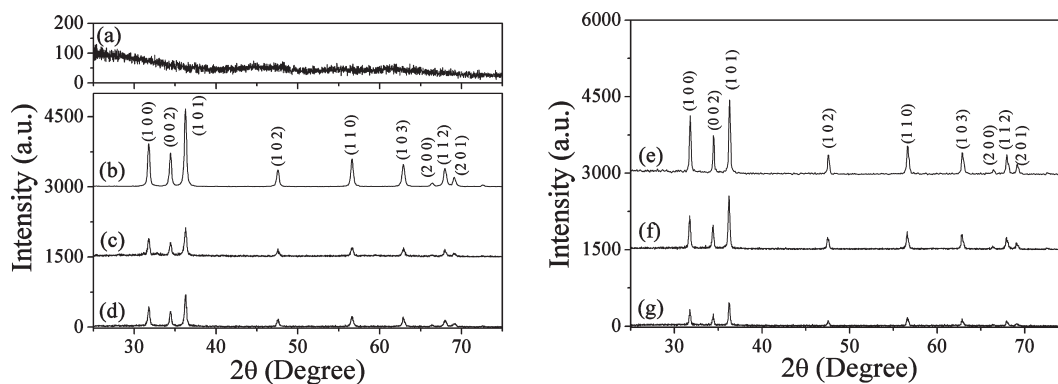 200
(a)
100
0
4500
(1 0 0)
(0 0 2)
(1 0 1)
(1 0 2)
(1 1 0)
(1 0 3)
(2 0 0)
(1 1 2)
(2 0 1)
(b)
3000
(c)
1500
(d)
0
30
40
50
60
70
2θ (Degree)
Intensity (a.u.)
6000
4500
(1 0 0)
(0 0 2)
(1 0 1)
(1 0 2)
(1 1 0)
(1 0 3)
(2 0 0)
(1 1 2)
(2 0 1)
(e)
3000
(f)
1500
(g)
0
30
40
50
60
70
2θ (Degree)
Intensity (a.u.)